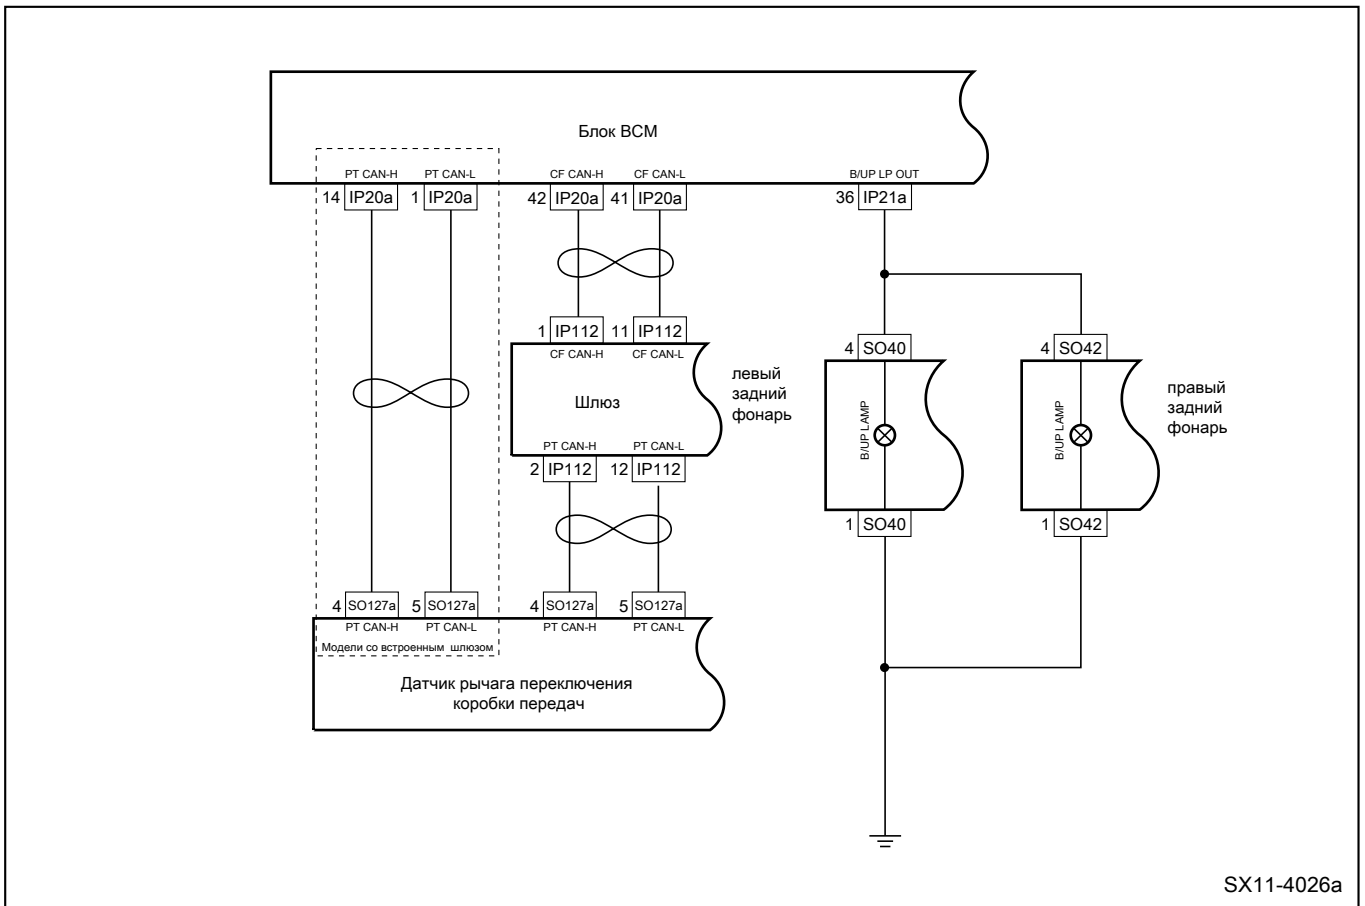 Блок BCM
PT CAN-H PT CAN-L CF CAN-H CF CAN-L B/UP LP OUT
14 IP20a 1 IP20a 42 IP20a 41 IP20a 36 IP21a
1 IP112 11 IP112
CF CAN-H CF CAN-L
Шлюз
PT CAN-H PT CAN-L
2 IP112 12 IP112
левый
задний
фонарь
4 SO40 4 SO42
B/UP LAMP B/UP LAMP
правый
задний
фонарь
1 SO40 1 SO42
4 SO127a 5 SO127a 4 SO127a 5 SO127a
PT CAN-H PT CAN-L PT CAN-H PT CAN-L
Модели со встроенным шлюзом
Датчик рычага переключения
коробки передач
SX11-4026a